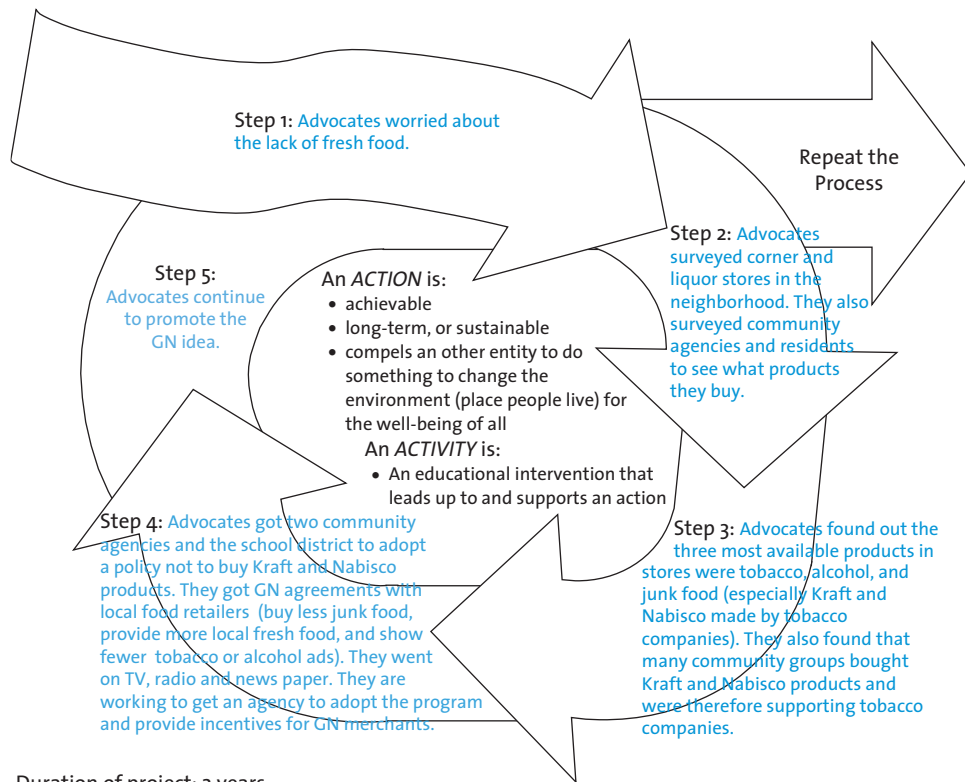 Step 1: Advocates worried about
the lack of fresh food.
Repeat the
Process
Step 2: Advocates
surveyed corner and
liquor stores in the
neighborhood. They also
surveyed community
agencies and residents
to see what products
they buy.
Step 5:
Advocates continue
to promote the
GN idea.
An ACTION is:
• achievable
• long-term, or sustainable
• compels an other entity to do
something to change the
environment (place people live) for
the well-being of all
An ACTIVITY is:
• An educational intervention that
leads up to and supports an action
Step 3: Advocates found out the
three most available products in
stores were tobacco, alcohol, and
junk food (especially Kraft and
Nabisco made by tobacco
companies). They also found that
many community groups bought
Kraft and Nabisco products and
were therefore supporting tobacco
companies.
Step 4: Advocates got two community
agencies and the school district to adopt
a policy not to buy Kraft and Nabisco
products. They got GN agreements with
local food retailers (buy less junk food,
provide more local fresh food, and show
fewer tobacco or alcohol ads). They went
on TV, radio and news paper. They are
working to get an agency to adopt the program
and provide incentives for GN merchants.
Duration of project: years